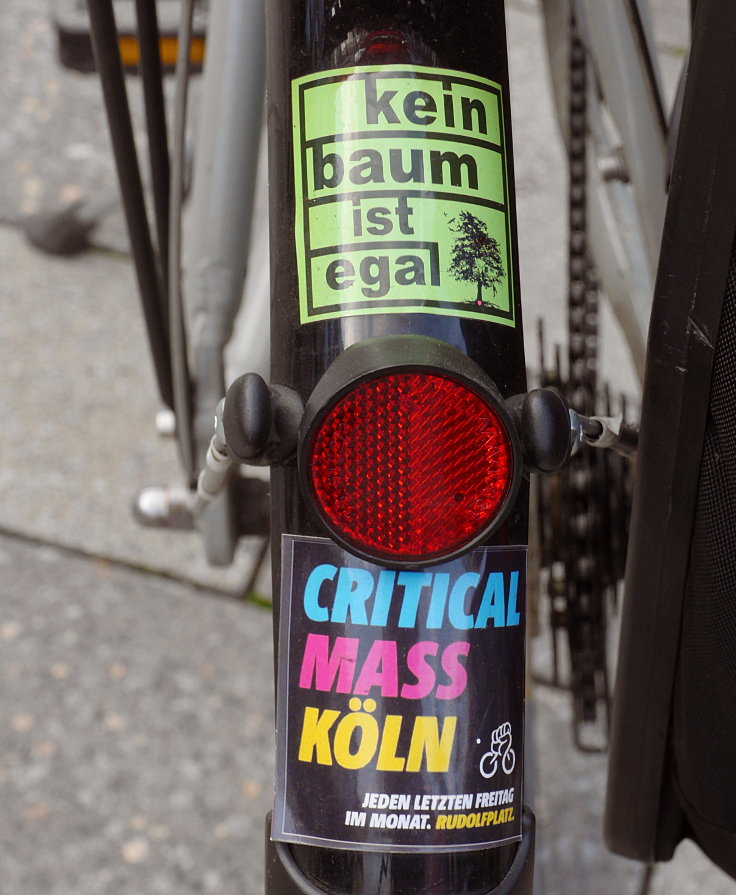 kein
baum
ist
egal
CRITICAL
MASS
KÖLN
JEDEN LETZTEN FREITAG
IM MONAT. RUDOLFPLATZ.